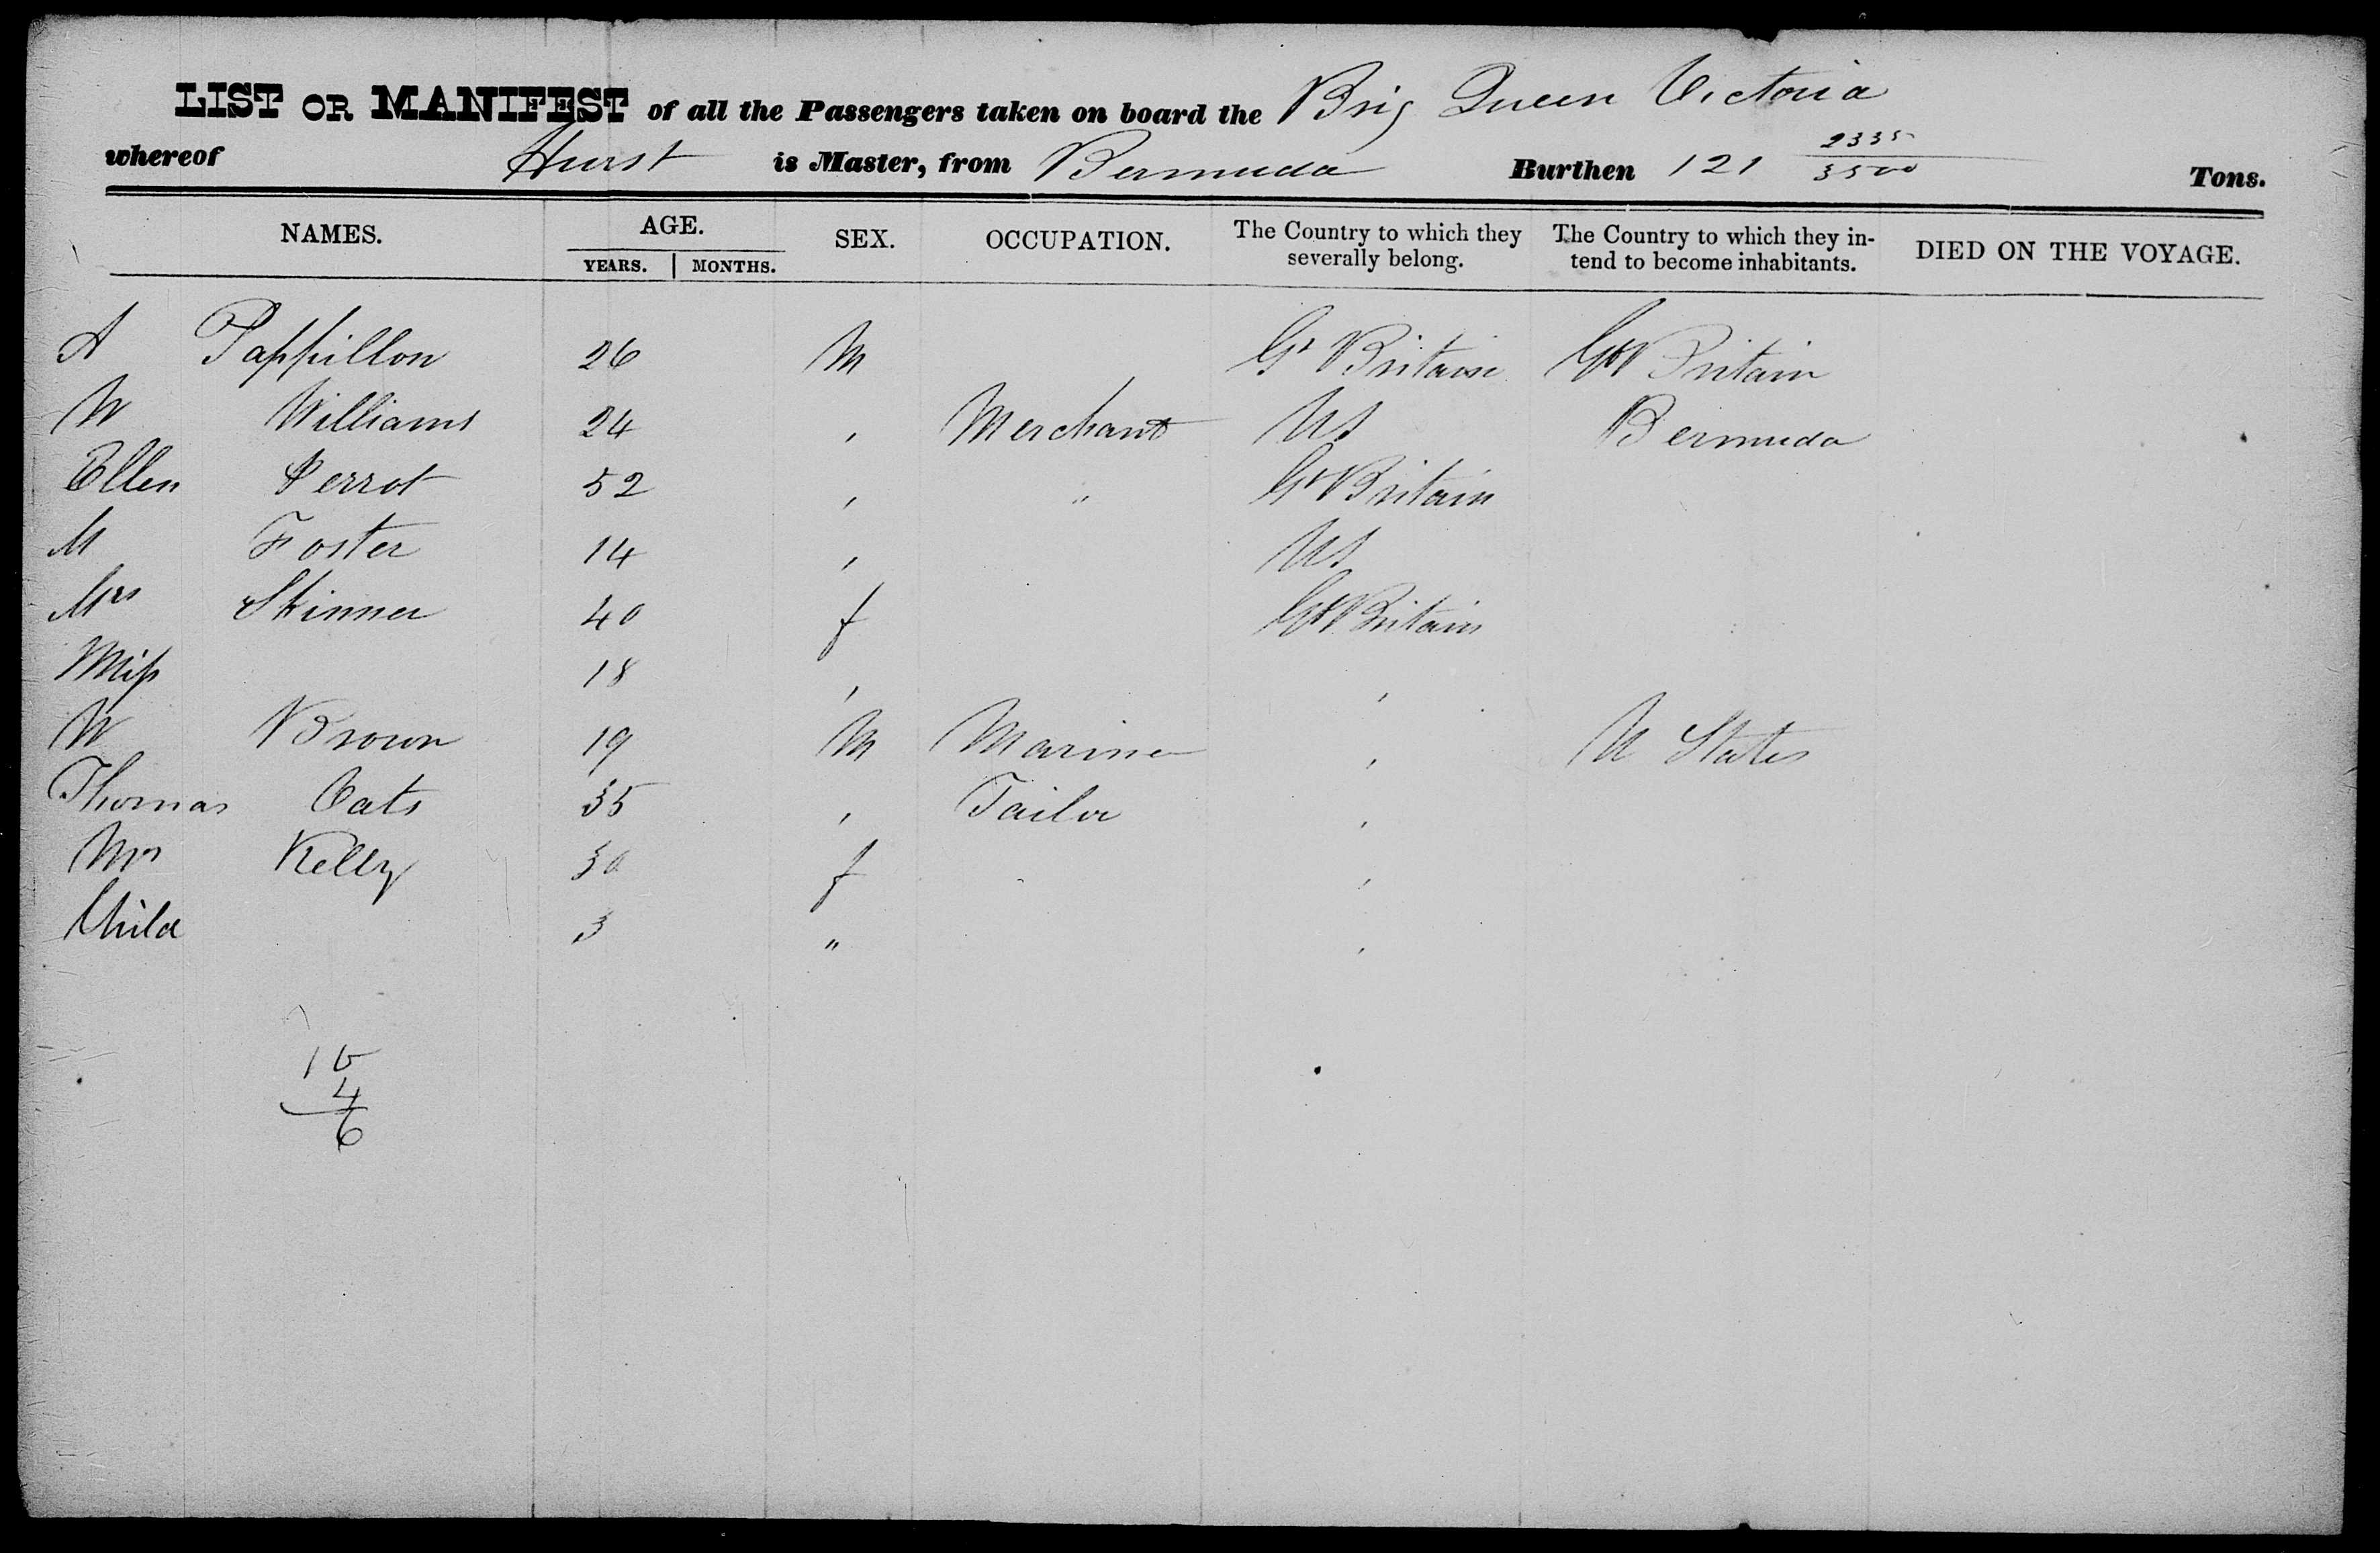 LIST OR MANIFEST of all the Passengers taken on board the Brig Queen Victoria
whereof Hurst is Master, from Bermuda Burthen 121 2335/3500 Tons.
NAMES. AGE. SEX. OCCUPATION. The Country to which they severally belong. The Country to which they intend to become inhabitants. DIED ON THE VOYAGE.
YEARS. MONTHS.
A Pappillon 26 M Gt Britain Gt Britain
W Williams 24 , Merchant US Bermuda
Ellen Perrot 52 , " Gt Britain
M Foster 14 , US
Mrs Skinner 40 f Gt Britain
Miss 18 , ,
W Brown 19 M Mariner , U States
Thomas Oats 35 , Tailor ,
Mrs Kelly 30 f ,
Child 3 " ,
10
4
6